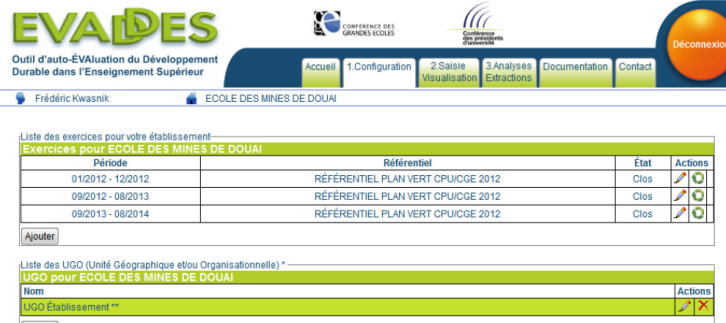 EVADDES
CONFERENCE DES
GRANDES ECOLES
Conférence
des présidents
d'université
Déconnexion
Outil d'auto-ÉVAluation du Développement
Durable dans l'Enseignement Supérieur
Accueil 1.Configuration 2.Saisie Visualisation 3.Analyses Extractions Documentation Contact
Frédéric Kwasnik ECOLE DES MINES DE DOUAI
Liste des exercices pour votre établissement
Exercices pour ECOLE DES MINES DE DOUAI
Période Référentiel État Actions
01/2012 - 12/2012 RÉFÉRENTIEL PLAN VERT CPU/CGE 2012 Clos
09/2012 - 08/2013 RÉFÉRENTIEL PLAN VERT CPU/CGE 2012 Clos
09/2013 - 08/2014 RÉFÉRENTIEL PLAN VERT CPU/CGE 2012 Clos
Ajouter
Liste des UGO (Unité Géographique et/ou Organisationnelle) *
UGO pour ECOLE DES MINES DE DOUAI
Nom Actions
UGO Établissement **